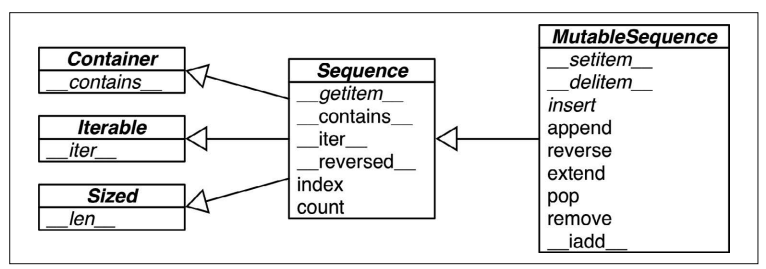 Container
__contains__
Iterable
__iter__
Sized
__len__
Sequence
__getitem__
__contains__
__iter__
__reversed__
index
count
MutableSequence
__setitem__
__delitem__
insert
append
reverse
extend
pop
remove
__iadd__